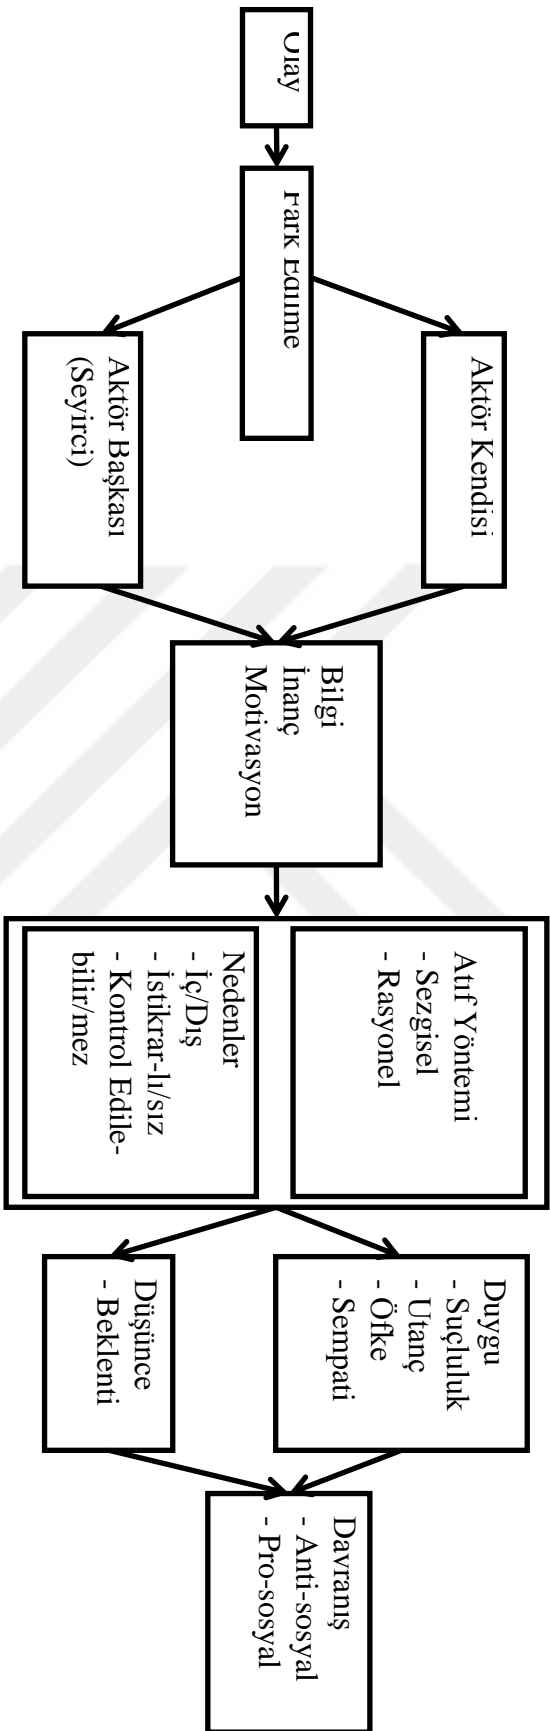 Olay
Fark Edilme
Aktör Kendisi
Aktör Başkası
(Seyirci)
Bilgi
İnanç
Motivasyon
Atıf Yöntemi
- Sezgisel
- Rasyonel
Nedenler
- İç/Dış
- İstikrar-lı/sız
- Kontrol Edile-
bilir/mez
Duygu
- Suçluluk
- Utanç
- Öfke
- Sempati
Düşünce
- Beklenti
Davranış
- Anti-sosyal
- Pro-sosyal